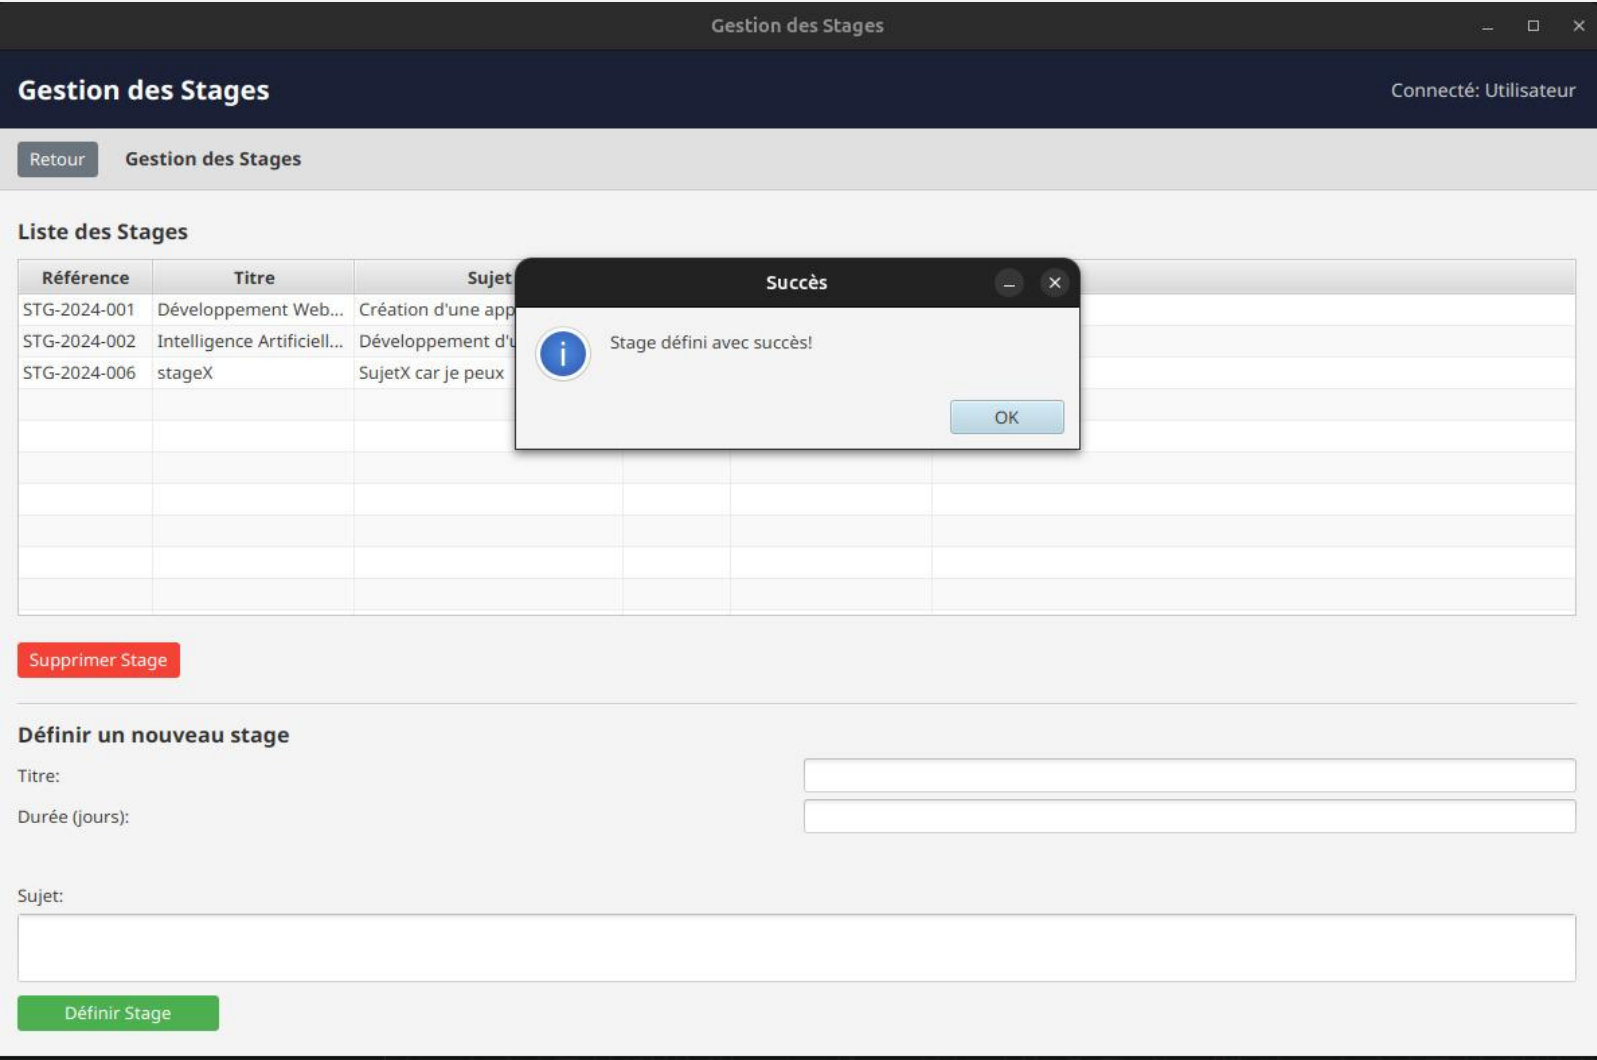 Gestion des Stages
Gestion des Stages
Connecté: Utilisateur
Retour
Gestion des Stages
Liste des Stages
Référence Titre Sujet
STG-2024-001 Développement Web... Création d'une app
STG-2024-002 Intelligence Artificiell... Développement d'u
STG-2024-006 stageX SujetX car je peux
Succès
Stage défini avec succès!
OK
Supprimer Stage
Définir un nouveau stage
Titre:
Durée (jours):
Sujet:
Définir Stage